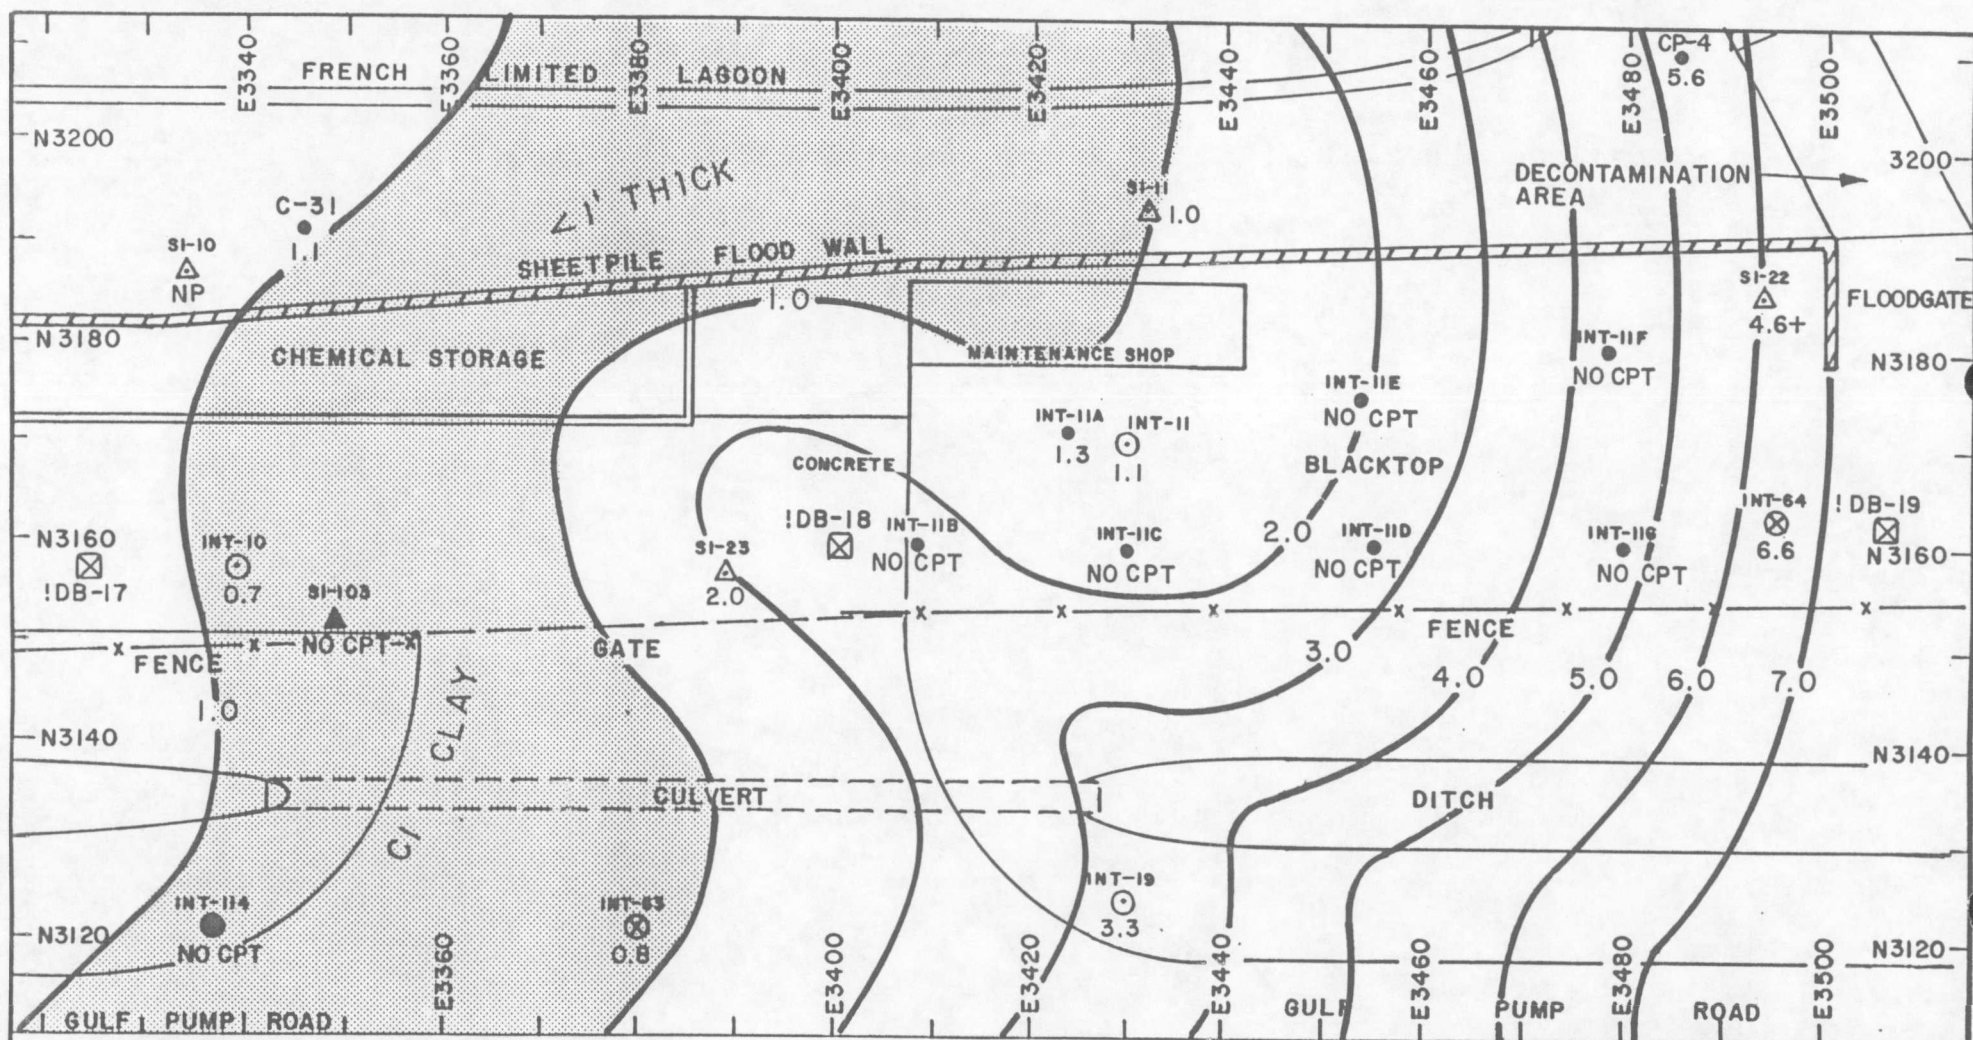 E3340
E3360
E3380
E3400
E3420
E3440
E3460
E3480
E3500
CP-4
5.6
FRENCH LIMITED LAGOON
N3200
3200
DECONTAMINATION
AREA
< 1' THICK
SI-11
1.0
C-31
1.1
SI-10
NP
SHEETPILE FLOOD WALL
SI-22
4.6+
FLOODGATE
1.0
N3180
CHEMICAL STORAGE
MAINTENANCE SHOP
INT-11F
NO CPT
N3180
INT-11E
NO CPT
INT-11A
1.3
INT-11
1.1
CONCRETE
BLACKTOP
INT-64
6.6
!DB-19
N3160
!DB-17
INT-10
0.7
SI-103
NO CPT
SI-23
2.0
!DB-18
INT-11B
NO CPT
INT-11C
NO CPT
2.0
INT-11D
NO CPT
INT-11G
NO CPT
N3160
x x x x x x x x x x
FENCE
GATE
FENCE
1.0
3.0
4.0
5.0
6.0
7.0
C1 CLAY
N3140
N3140
CULVERT
DITCH
INT-114
NO CPT
INT-63
0.8
INT-19
3.3
N3120
N3120
E3360
E3400
E3420
E3440
E3460
E3480
E3500
GULF PUMP ROAD
GULF PUMP ROAD